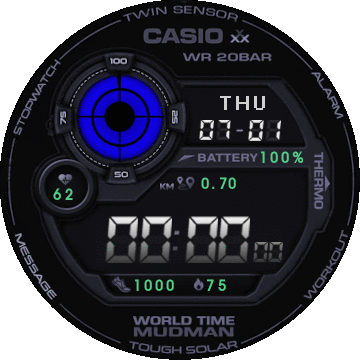 TWIN SENSOR
CASIO XX
WR 20BAR
STOPWATCH
ALARM
100
75
25
50
THU
07-01
BATTERY 100%
THERMO
62
KM 0.70
00:00 00
1000
75
MESSAGE
WORKOUT
WORLD TIME
MUDMAN
TOUGH SOLAR